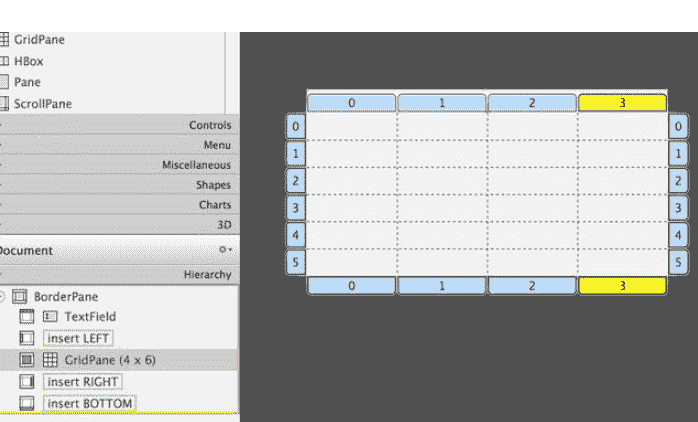 GridPane
HBox
Pane
ScrollPane
Controls
Menu
Miscellaneous
Shapes
Charts
3D
Document
Hierarchy
BorderPane
TextField
insert LEFT
GridPane (4 x 6)
insert RIGHT
insert BOTTOM
0 1 2 3
0 0
1 1
2 2
3 3
4 4
5 5
0 1 2 3